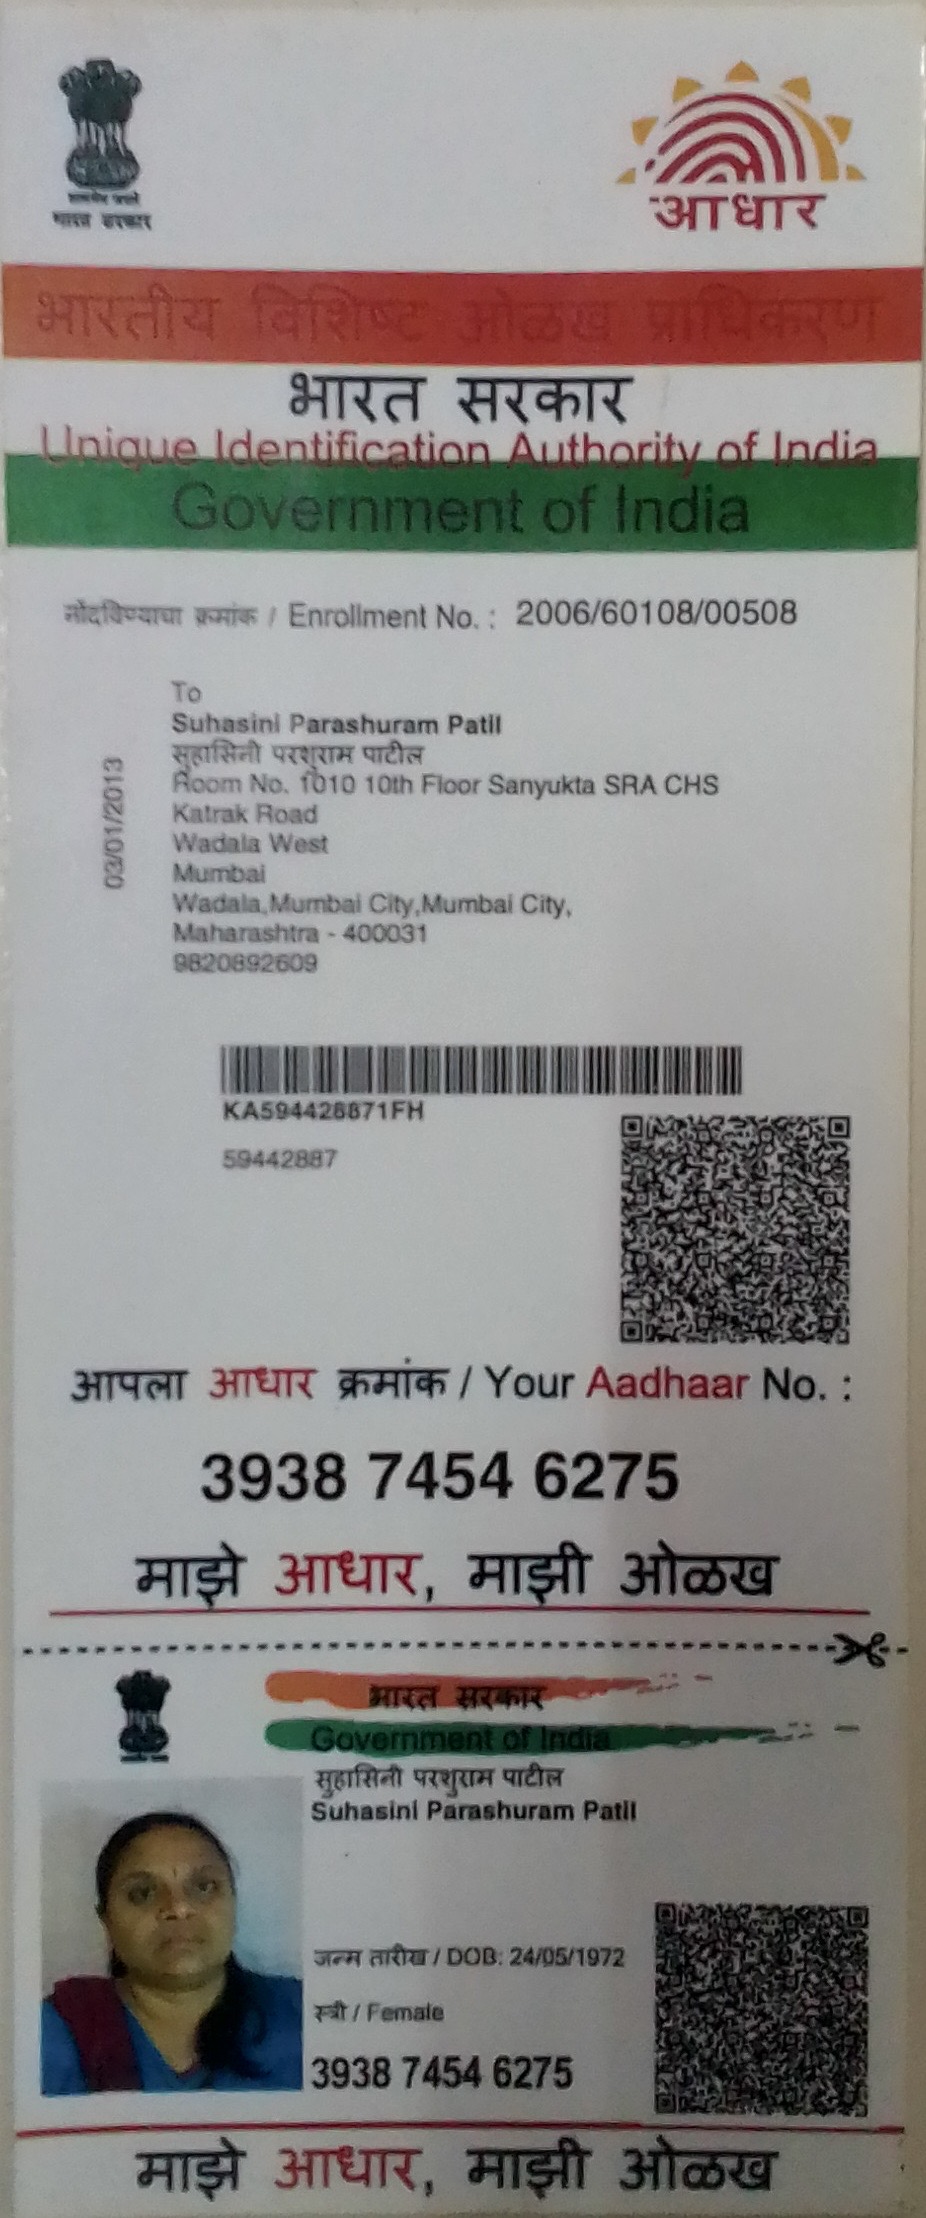 भारत सरकार
आधार
भारतीय विशिष्ट ओळख प्राधिकरण
भारत सरकार
Unique Identification Authority of India
Government of India
नोंदविण्याचा क्रमांक / Enrollment No. : 2006/60108/00508
To
Suhasini Parashuram Patil
सुहासिनी परशुराम पाटील
Room No. 1010 10th Floor Sanyukta SRA CHS
Katrak Road
Wadala West
Mumbai
Wadala,Mumbai City,Mumbai City,
Maharashtra - 400031
9820892609
03/01/2013
KA594428871FH
59442887
आपला आधार क्रमांक / Your Aadhaar No. :
3938 7454 6275
माझे आधार, माझी ओळख
भारत सरकार
Government of India
सुहासिनी परशुराम पाटील
Suhasini Parashuram Patil
जन्म तारीख / DOB: 24/05/1972
स्त्री / Female
3938 7454 6275
माझे आधार, माझी ओळख